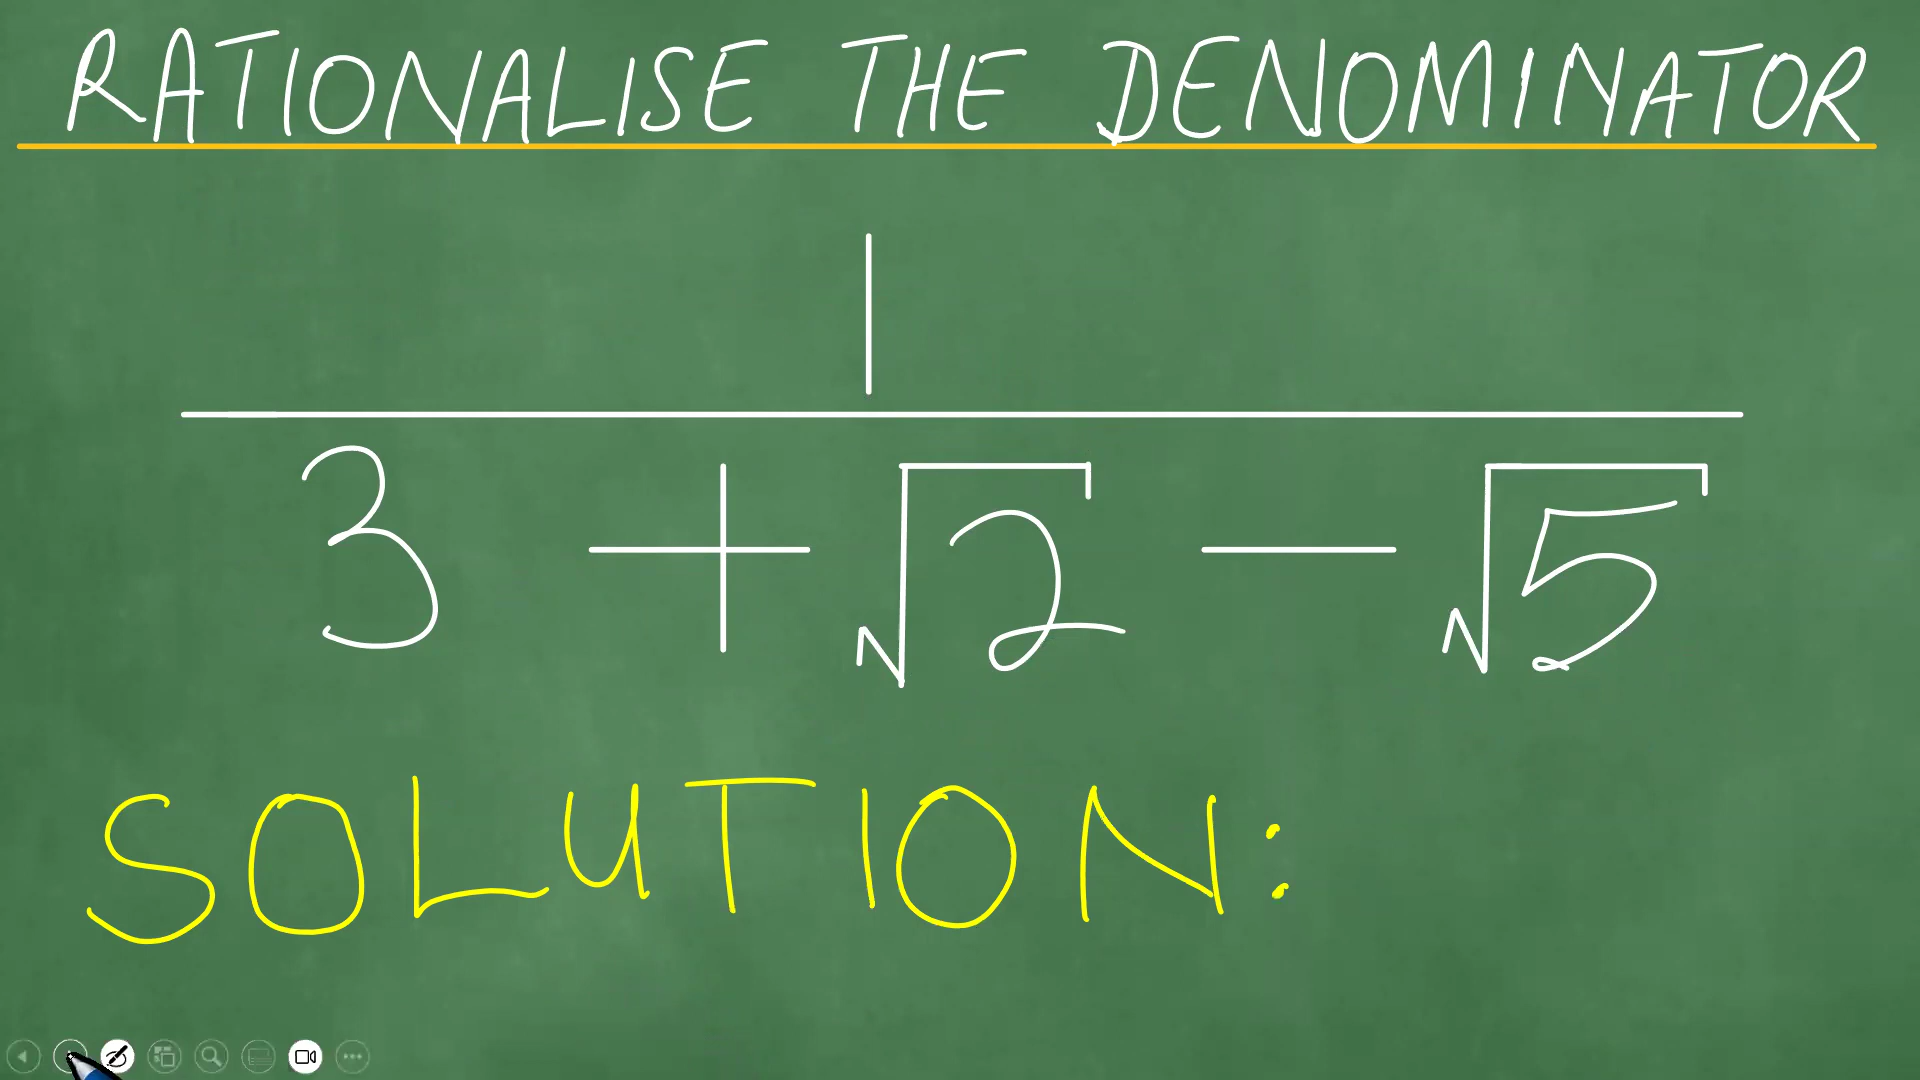 RATIONALISE THE DENOMINATOR
1
3 + √2 − √5
SOLUTION: